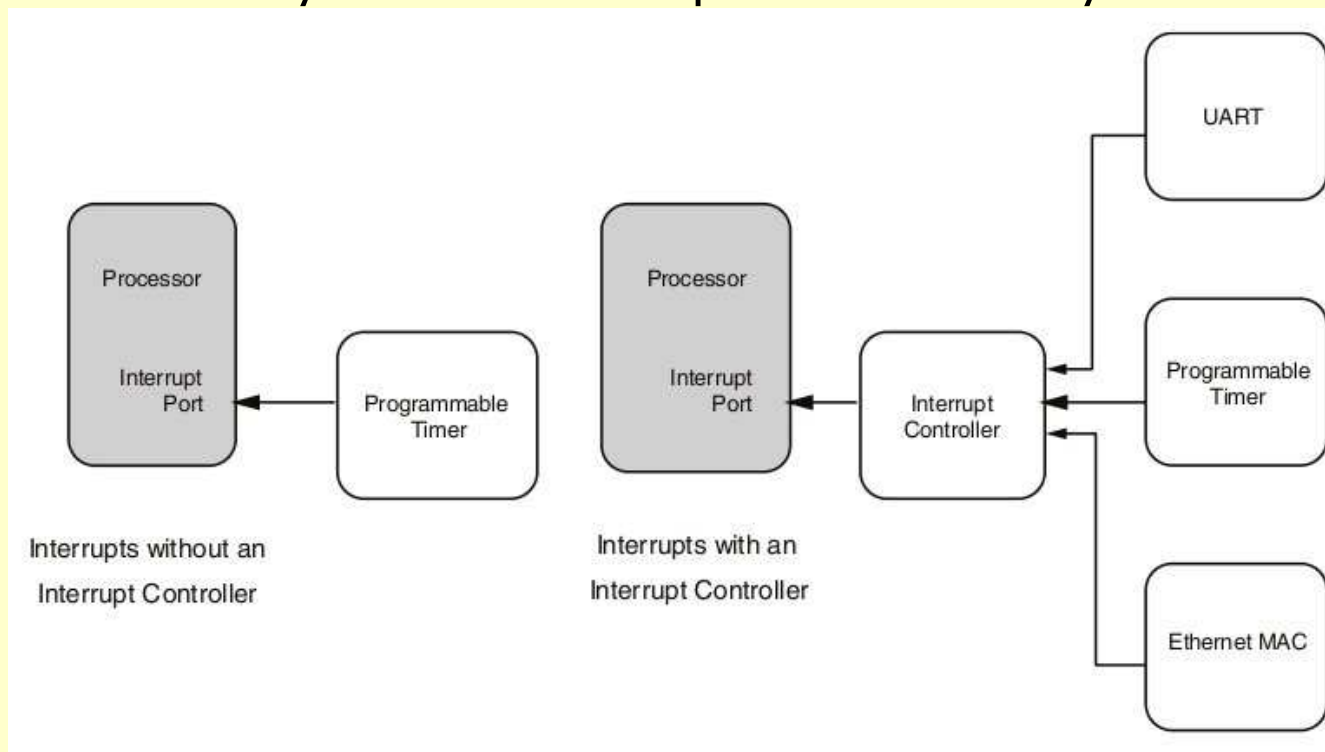 Processor
Interrupt
Port
Programmable
Timer
Interrupts without an
Interrupt Controller
Processor
Interrupt
Port
Interrupt
Controller
Interrupts with an
Interrupt Controller
UART
Programmable
Timer
Ethernet MAC